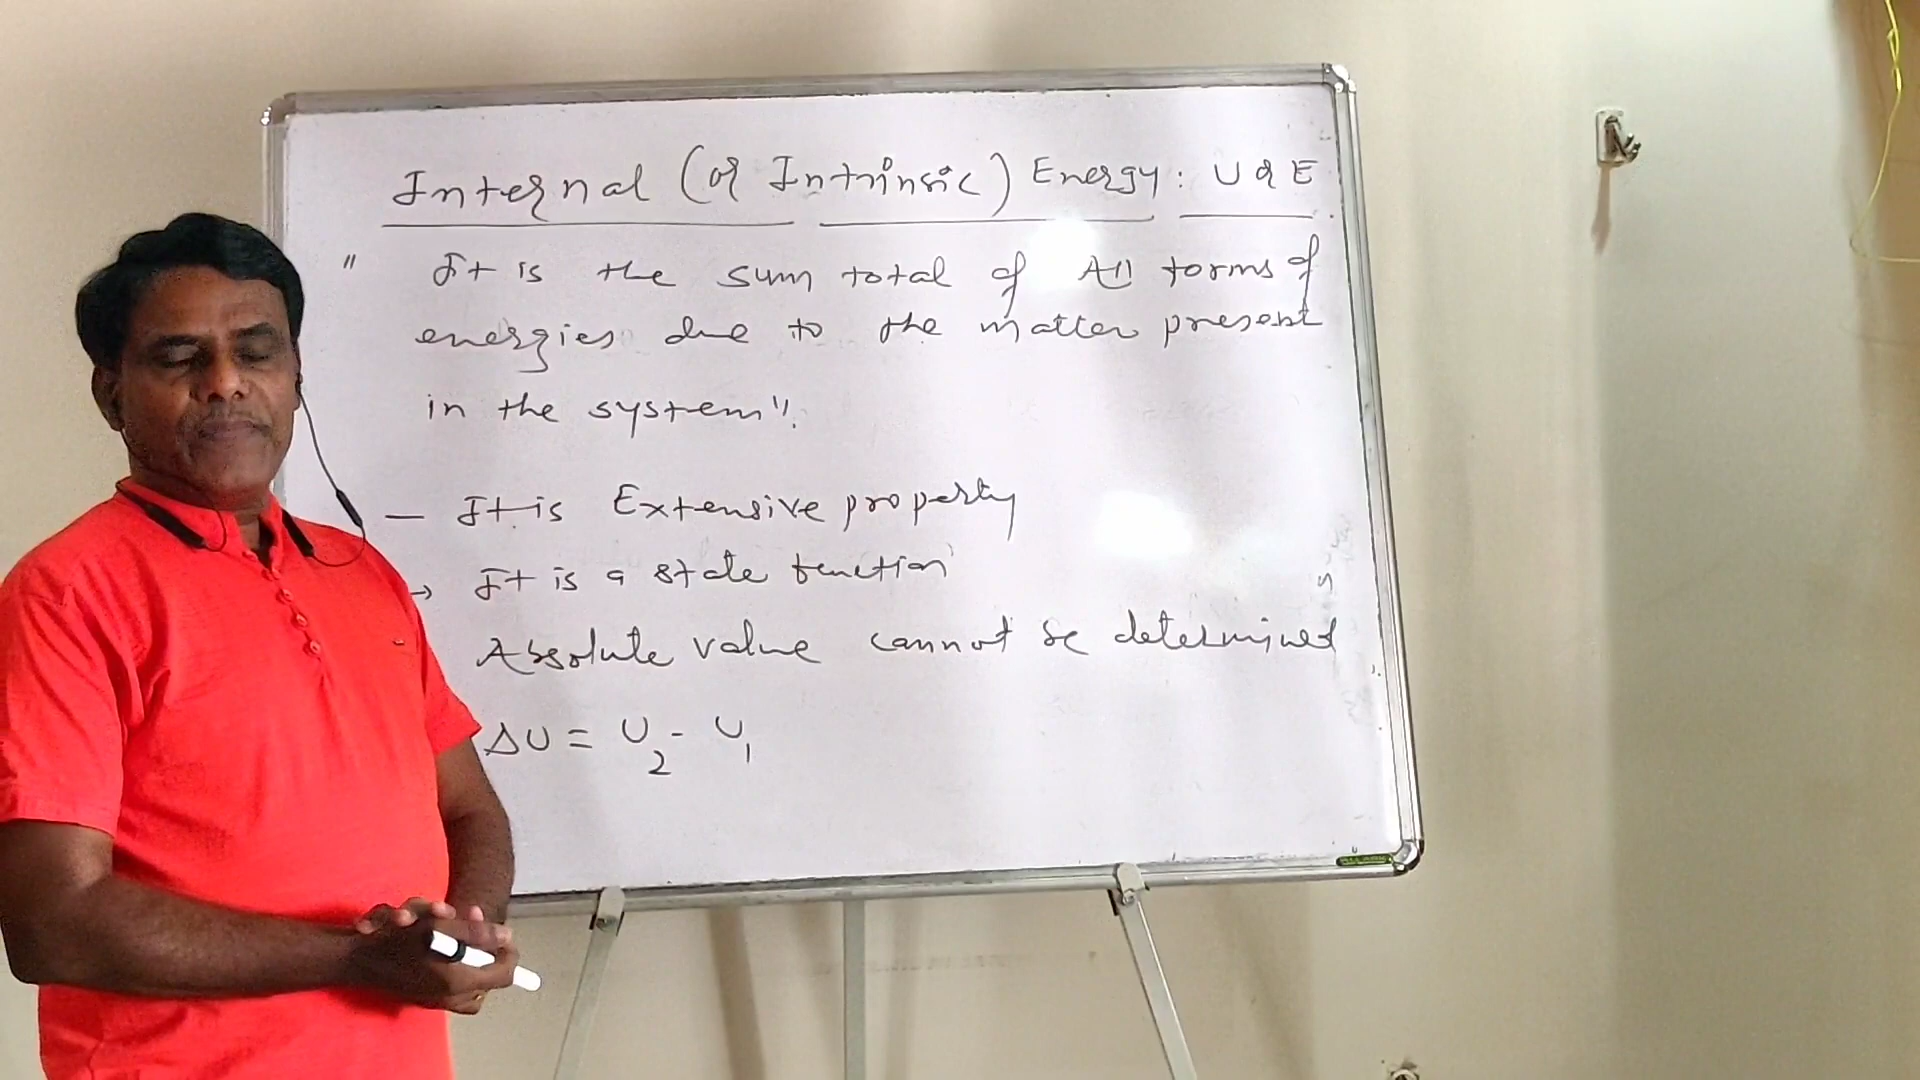 Internal (or Intrinsic) Energy: U or E
" It is the sum total of All forms of
energies due to the matter present
in the system".
— It is Extensive property
→ It is a state function
Absolute value cannot be determined
ΔU = U₂ - U₁